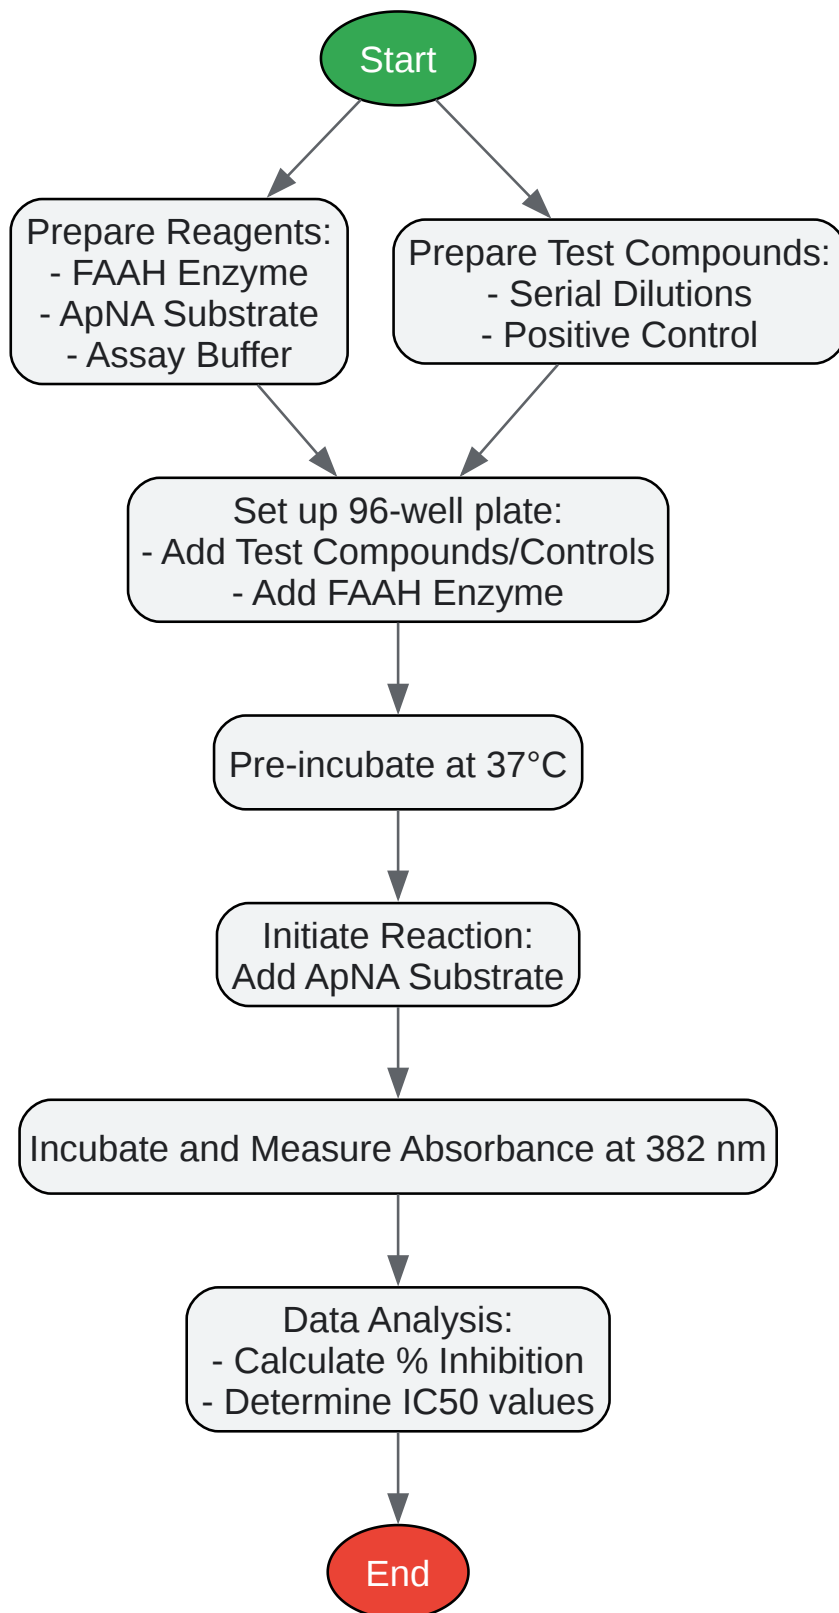 Start
Prepare Reagents:
- FAAH Enzyme
- ApNA Substrate
- Assay Buffer
Prepare Test Compounds:
- Serial Dilutions
- Positive Control
Set up 96-well plate:
- Add Test Compounds/Controls
- Add FAAH Enzyme
Pre-incubate at 37°C
Initiate Reaction:
Add ApNA Substrate
Incubate and Measure Absorbance at 382 nm
Data Analysis:
- Calculate % Inhibition
- Determine IC50 values
End